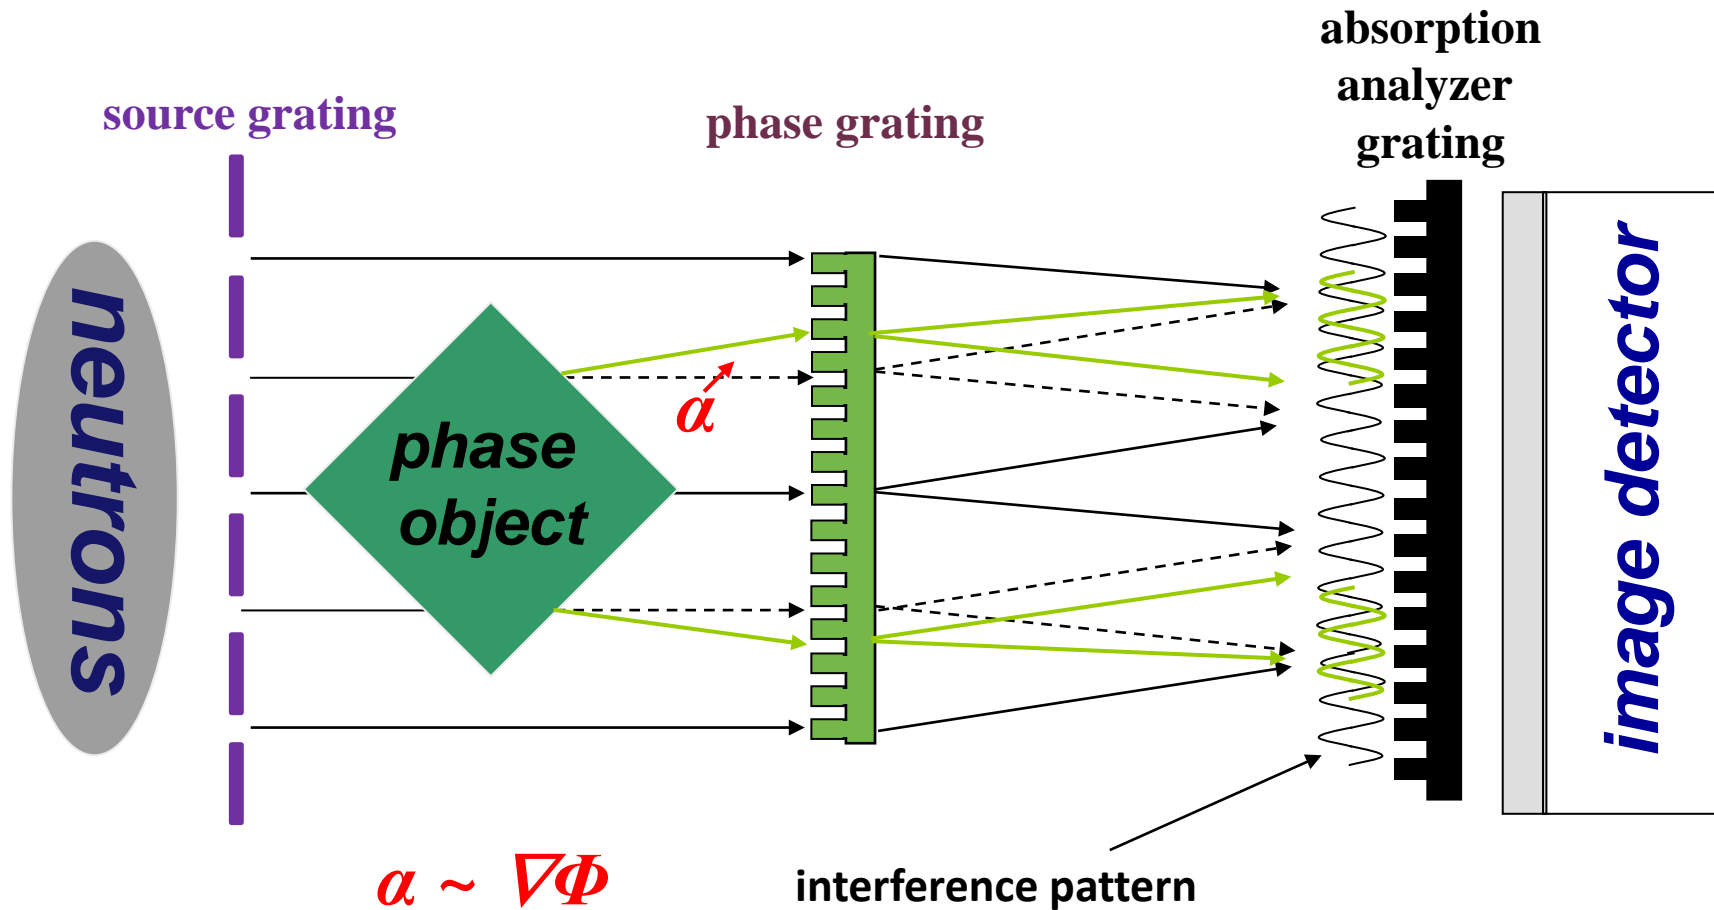 absorption
analyzer
grating
source grating
phase grating
neutrons
phase
object
α
image detector
α ~ ∇Φ
interference pattern